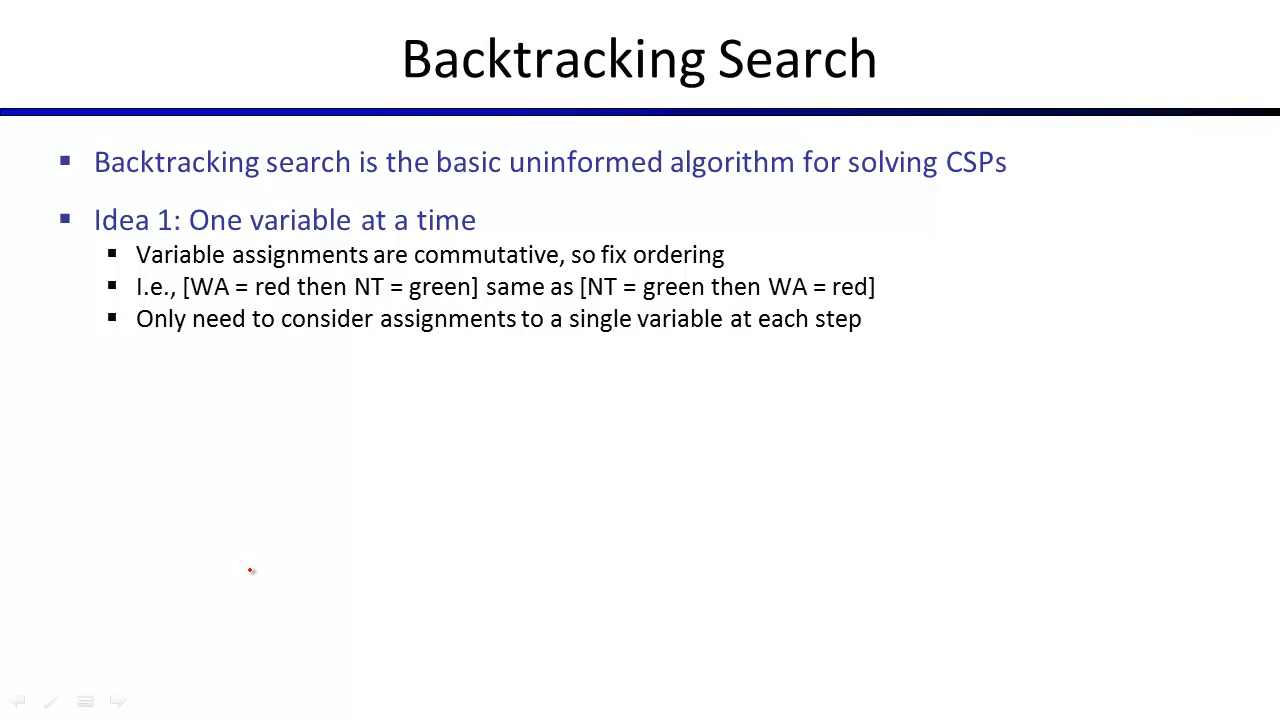 Backtracking Search
▪ Backtracking search is the basic uninformed algorithm for solving CSPs
▪ Idea 1: One variable at a time
▪ Variable assignments are commutative, so fix ordering
▪ I.e., [WA = red then NT = green] same as [NT = green then WA = red]
▪ Only need to consider assignments to a single variable at each step